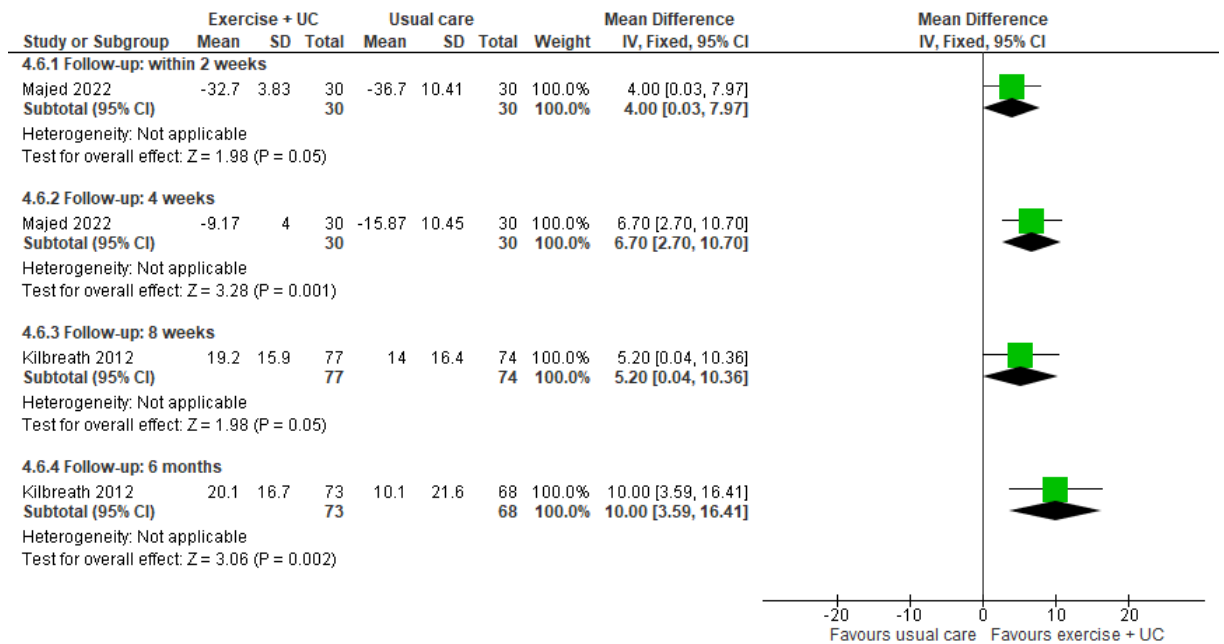 Exercise + UC Usual care Mean Difference Mean Difference
Study or Subgroup Mean SD Total Mean SD Total Weight IV, Fixed, 95% CI IV, Fixed, 95% CI
4.6.1 Follow-up: within 2 weeks
Majed 2022 -32.7 3.83 30 -36.7 10.41 30 100.0% 4.00 [0.03, 7.97]
Subtotal (95% CI) 30 30 100.0% 4.00 [0.03, 7.97]
Heterogeneity: Not applicable
Test for overall effect: Z = 1.98 (P = 0.05)
4.6.2 Follow-up: 4 weeks
Majed 2022 -9.17 4 30 -15.87 10.45 30 100.0% 6.70 [2.70, 10.70]
Subtotal (95% CI) 30 30 100.0% 6.70 [2.70, 10.70]
Heterogeneity: Not applicable
Test for overall effect: Z = 3.28 (P = 0.001)
4.6.3 Follow-up: 8 weeks
Kilbreath 2012 19.2 15.9 77 14 16.4 74 100.0% 5.20 [0.04, 10.36]
Subtotal (95% CI) 77 74 100.0% 5.20 [0.04, 10.36]
Heterogeneity: Not applicable
Test for overall effect: Z = 1.98 (P = 0.05)
4.6.4 Follow-up: 6 months
Kilbreath 2012 20.1 16.7 73 10.1 21.6 68 100.0% 10.00 [3.59, 16.41]
Subtotal (95% CI) 73 68 100.0% 10.00 [3.59, 16.41]
Heterogeneity: Not applicable
Test for overall effect: Z = 3.06 (P = 0.002)
-20 -10 0 10 20
Favours usual care Favours exercise + UC